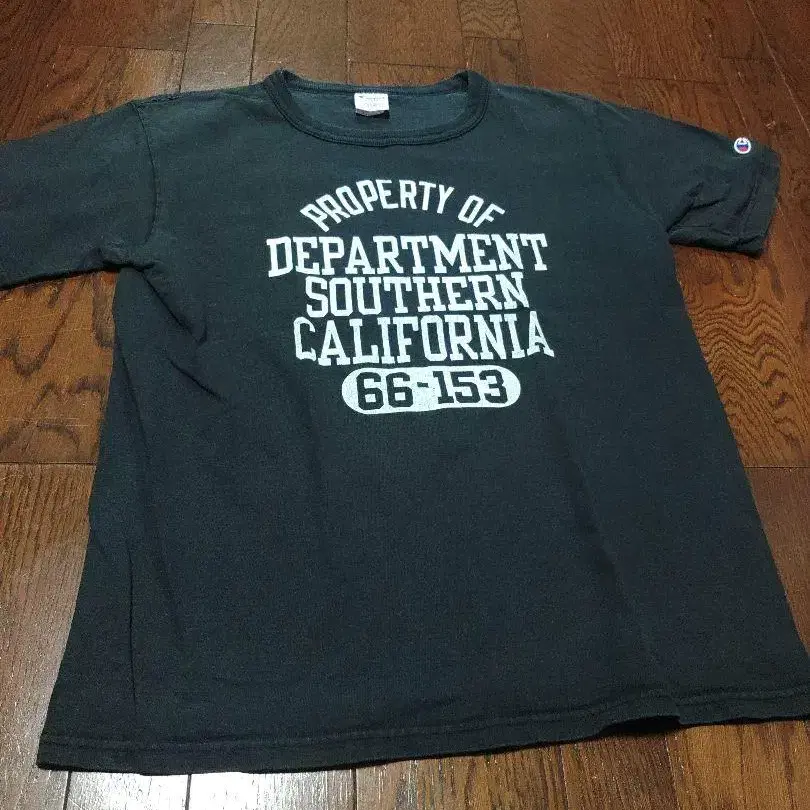 PROPERTY OF
DEPARTMENT
SOUTHERN
CALIFORNIA
66-153